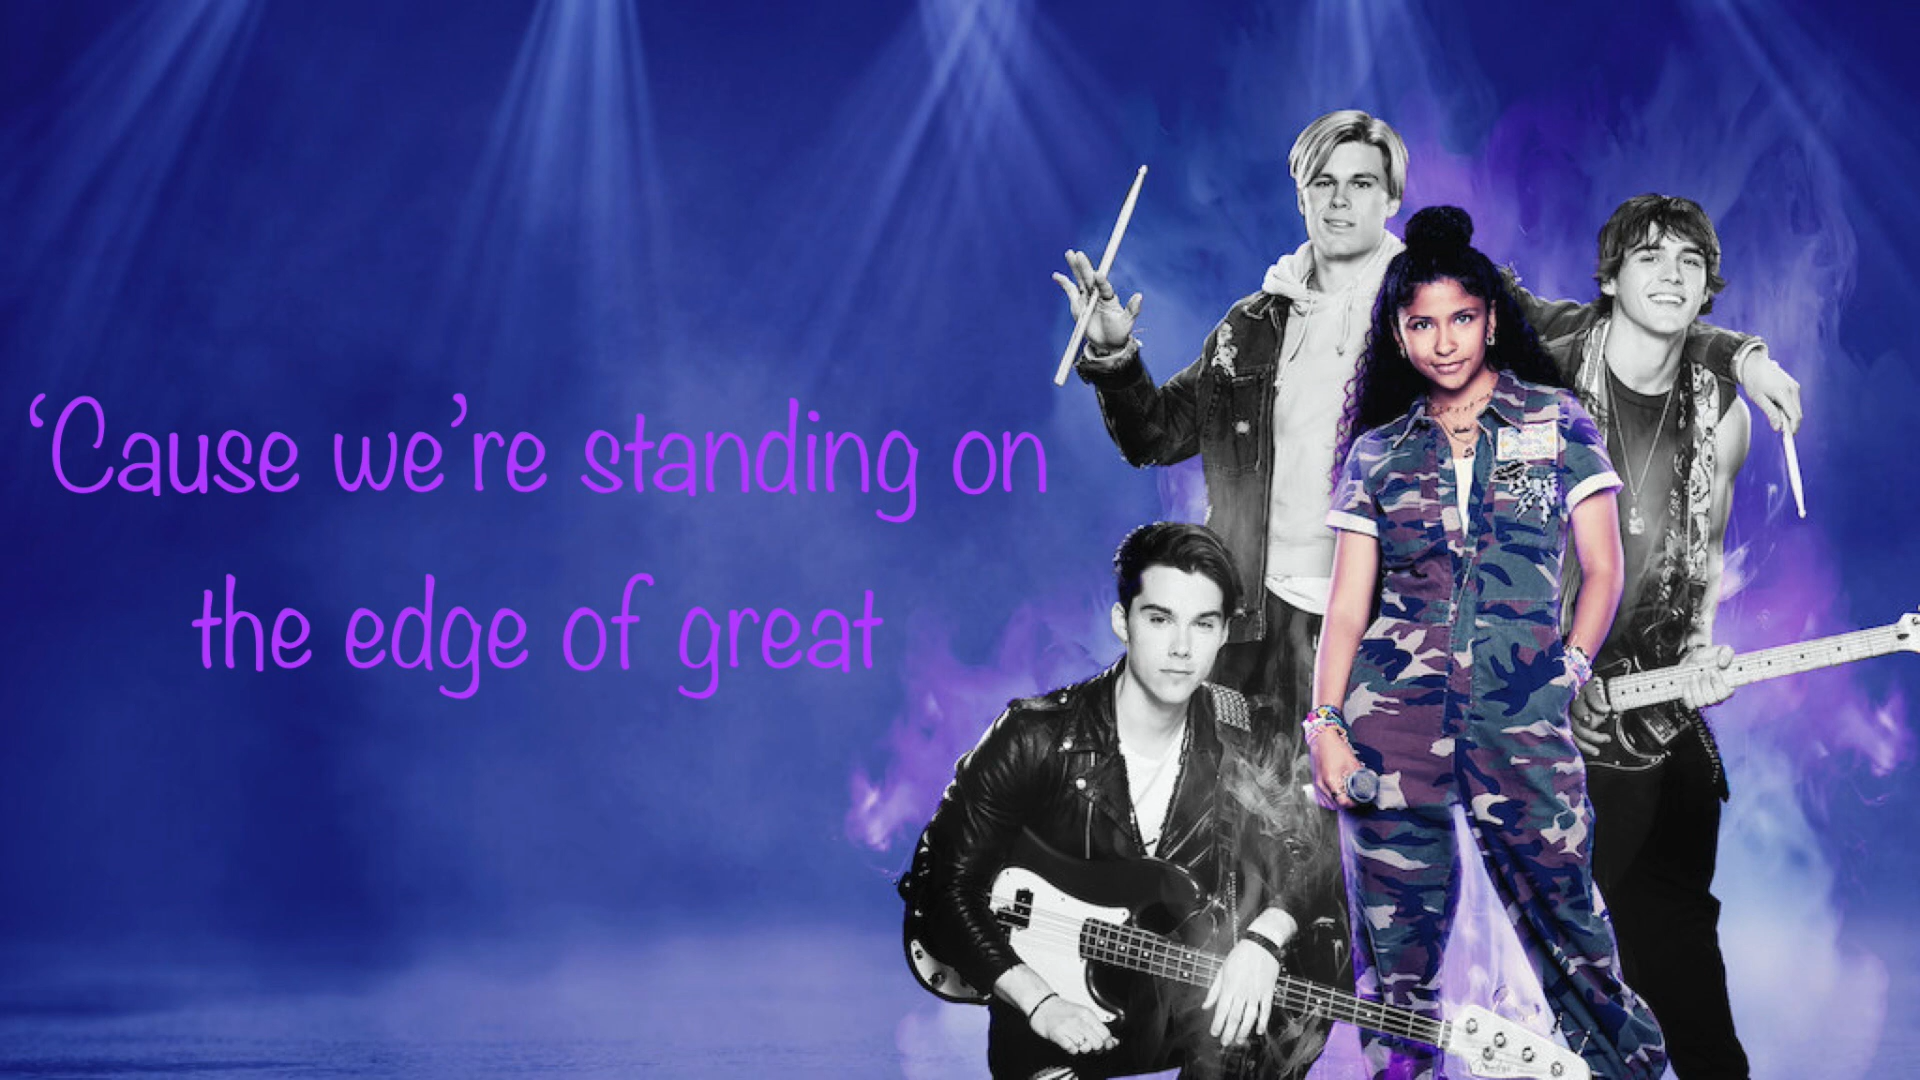 ‘Cause we’re standing on
the edge of great